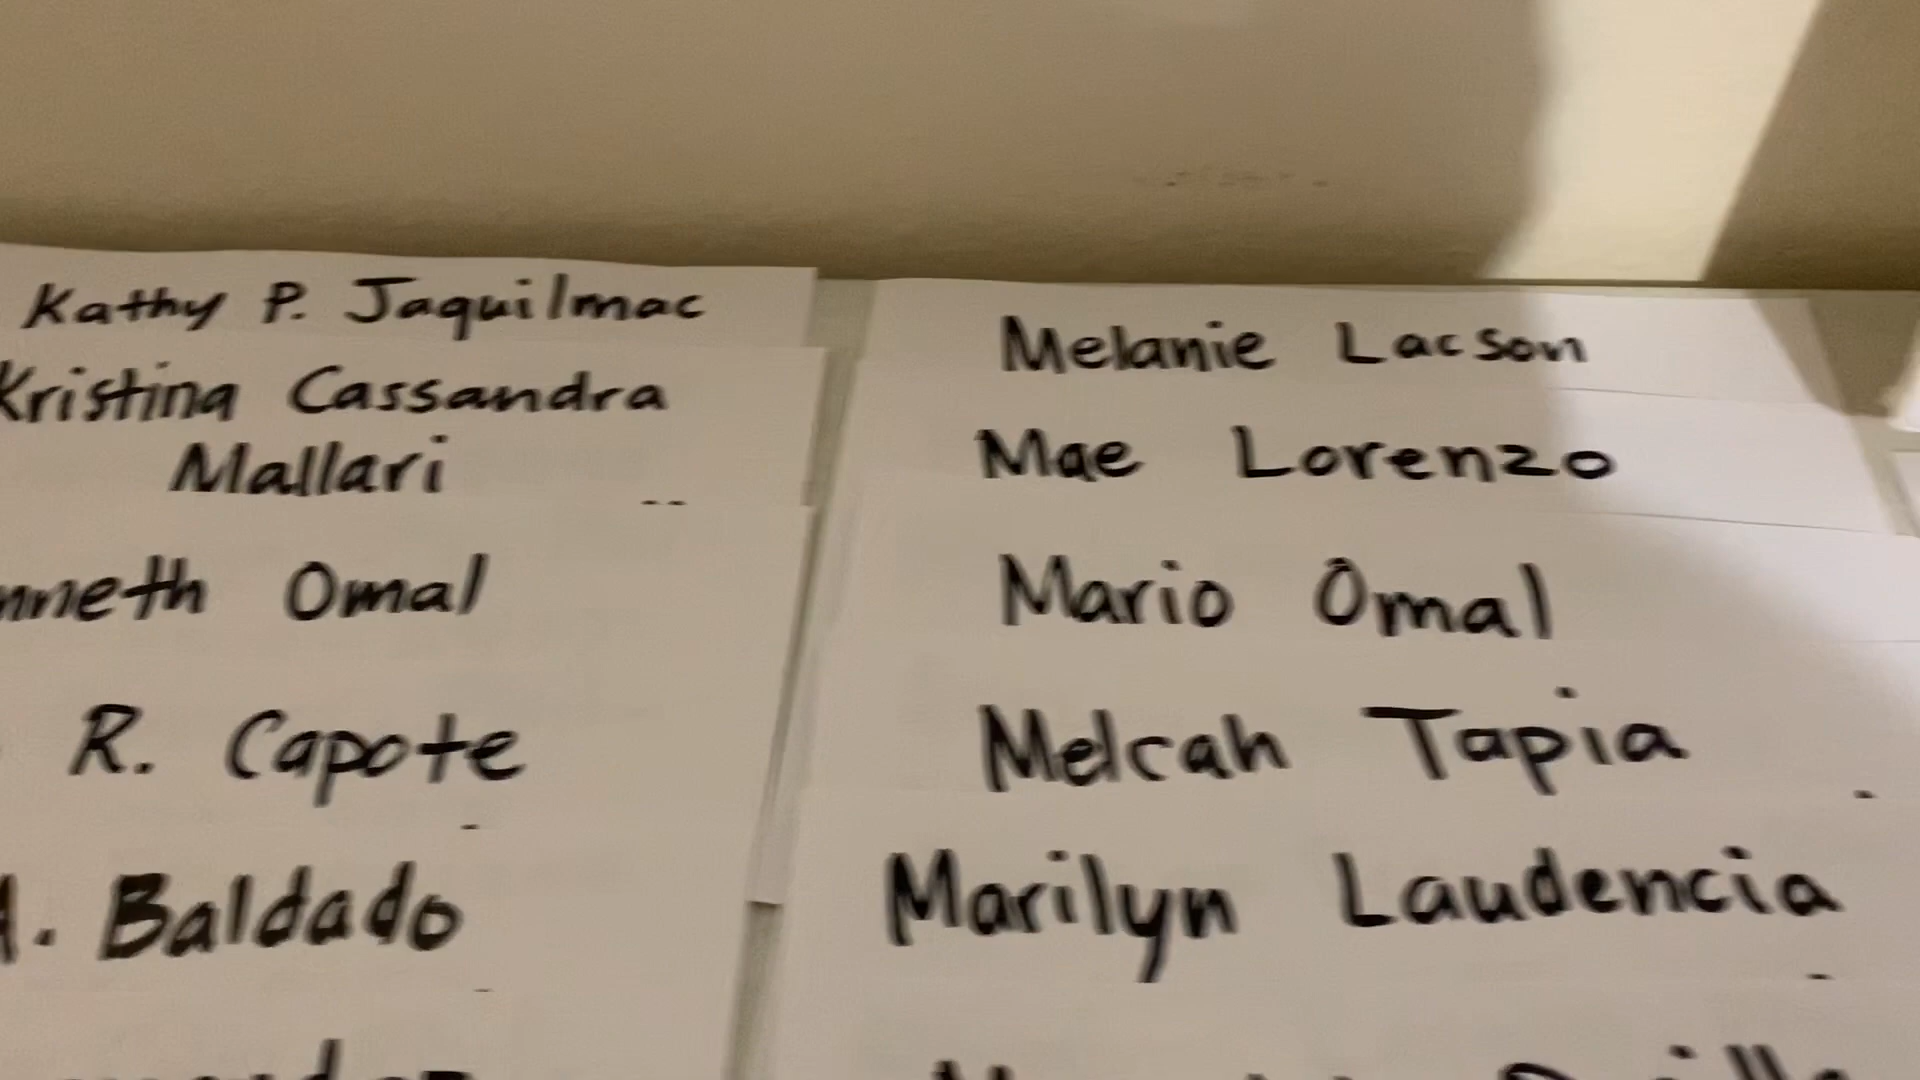 Kathy P. Jaquilmac
Kristina Cassandra
Mallari
Omal
R. Capote
Baldado
Melanie Lacson
Mae Lorenzo
Mario Omal
Melcah Tapia
Marilyn Laudencia